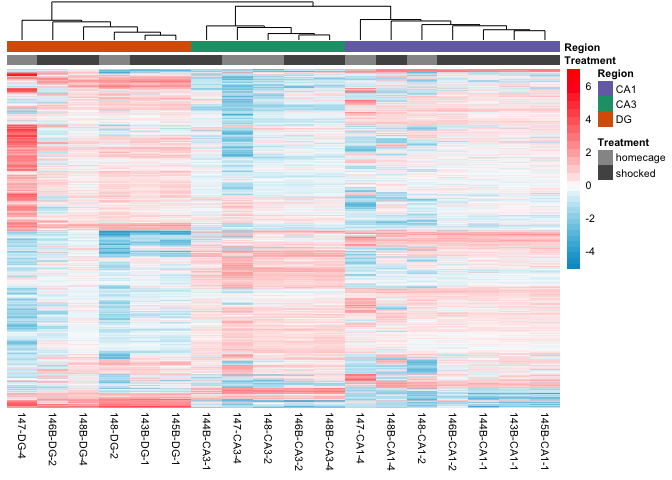 Region
Treatment
6
4
2
0
-2
-4
Region
CA1
CA3
DG
Treatment
homecage
shocked
147-DG-4
146B-DG-2
148B-DG-4
148-DG-2
143B-DG-1
145B-DG-1
144B-CA3-1
147-CA3-4
148-CA3-2
146B-CA3-2
148B-CA3-4
147-CA1-4
148B-CA1-4
148-CA1-2
146B-CA1-2
144B-CA1-1
143B-CA1-1
145B-CA1-1